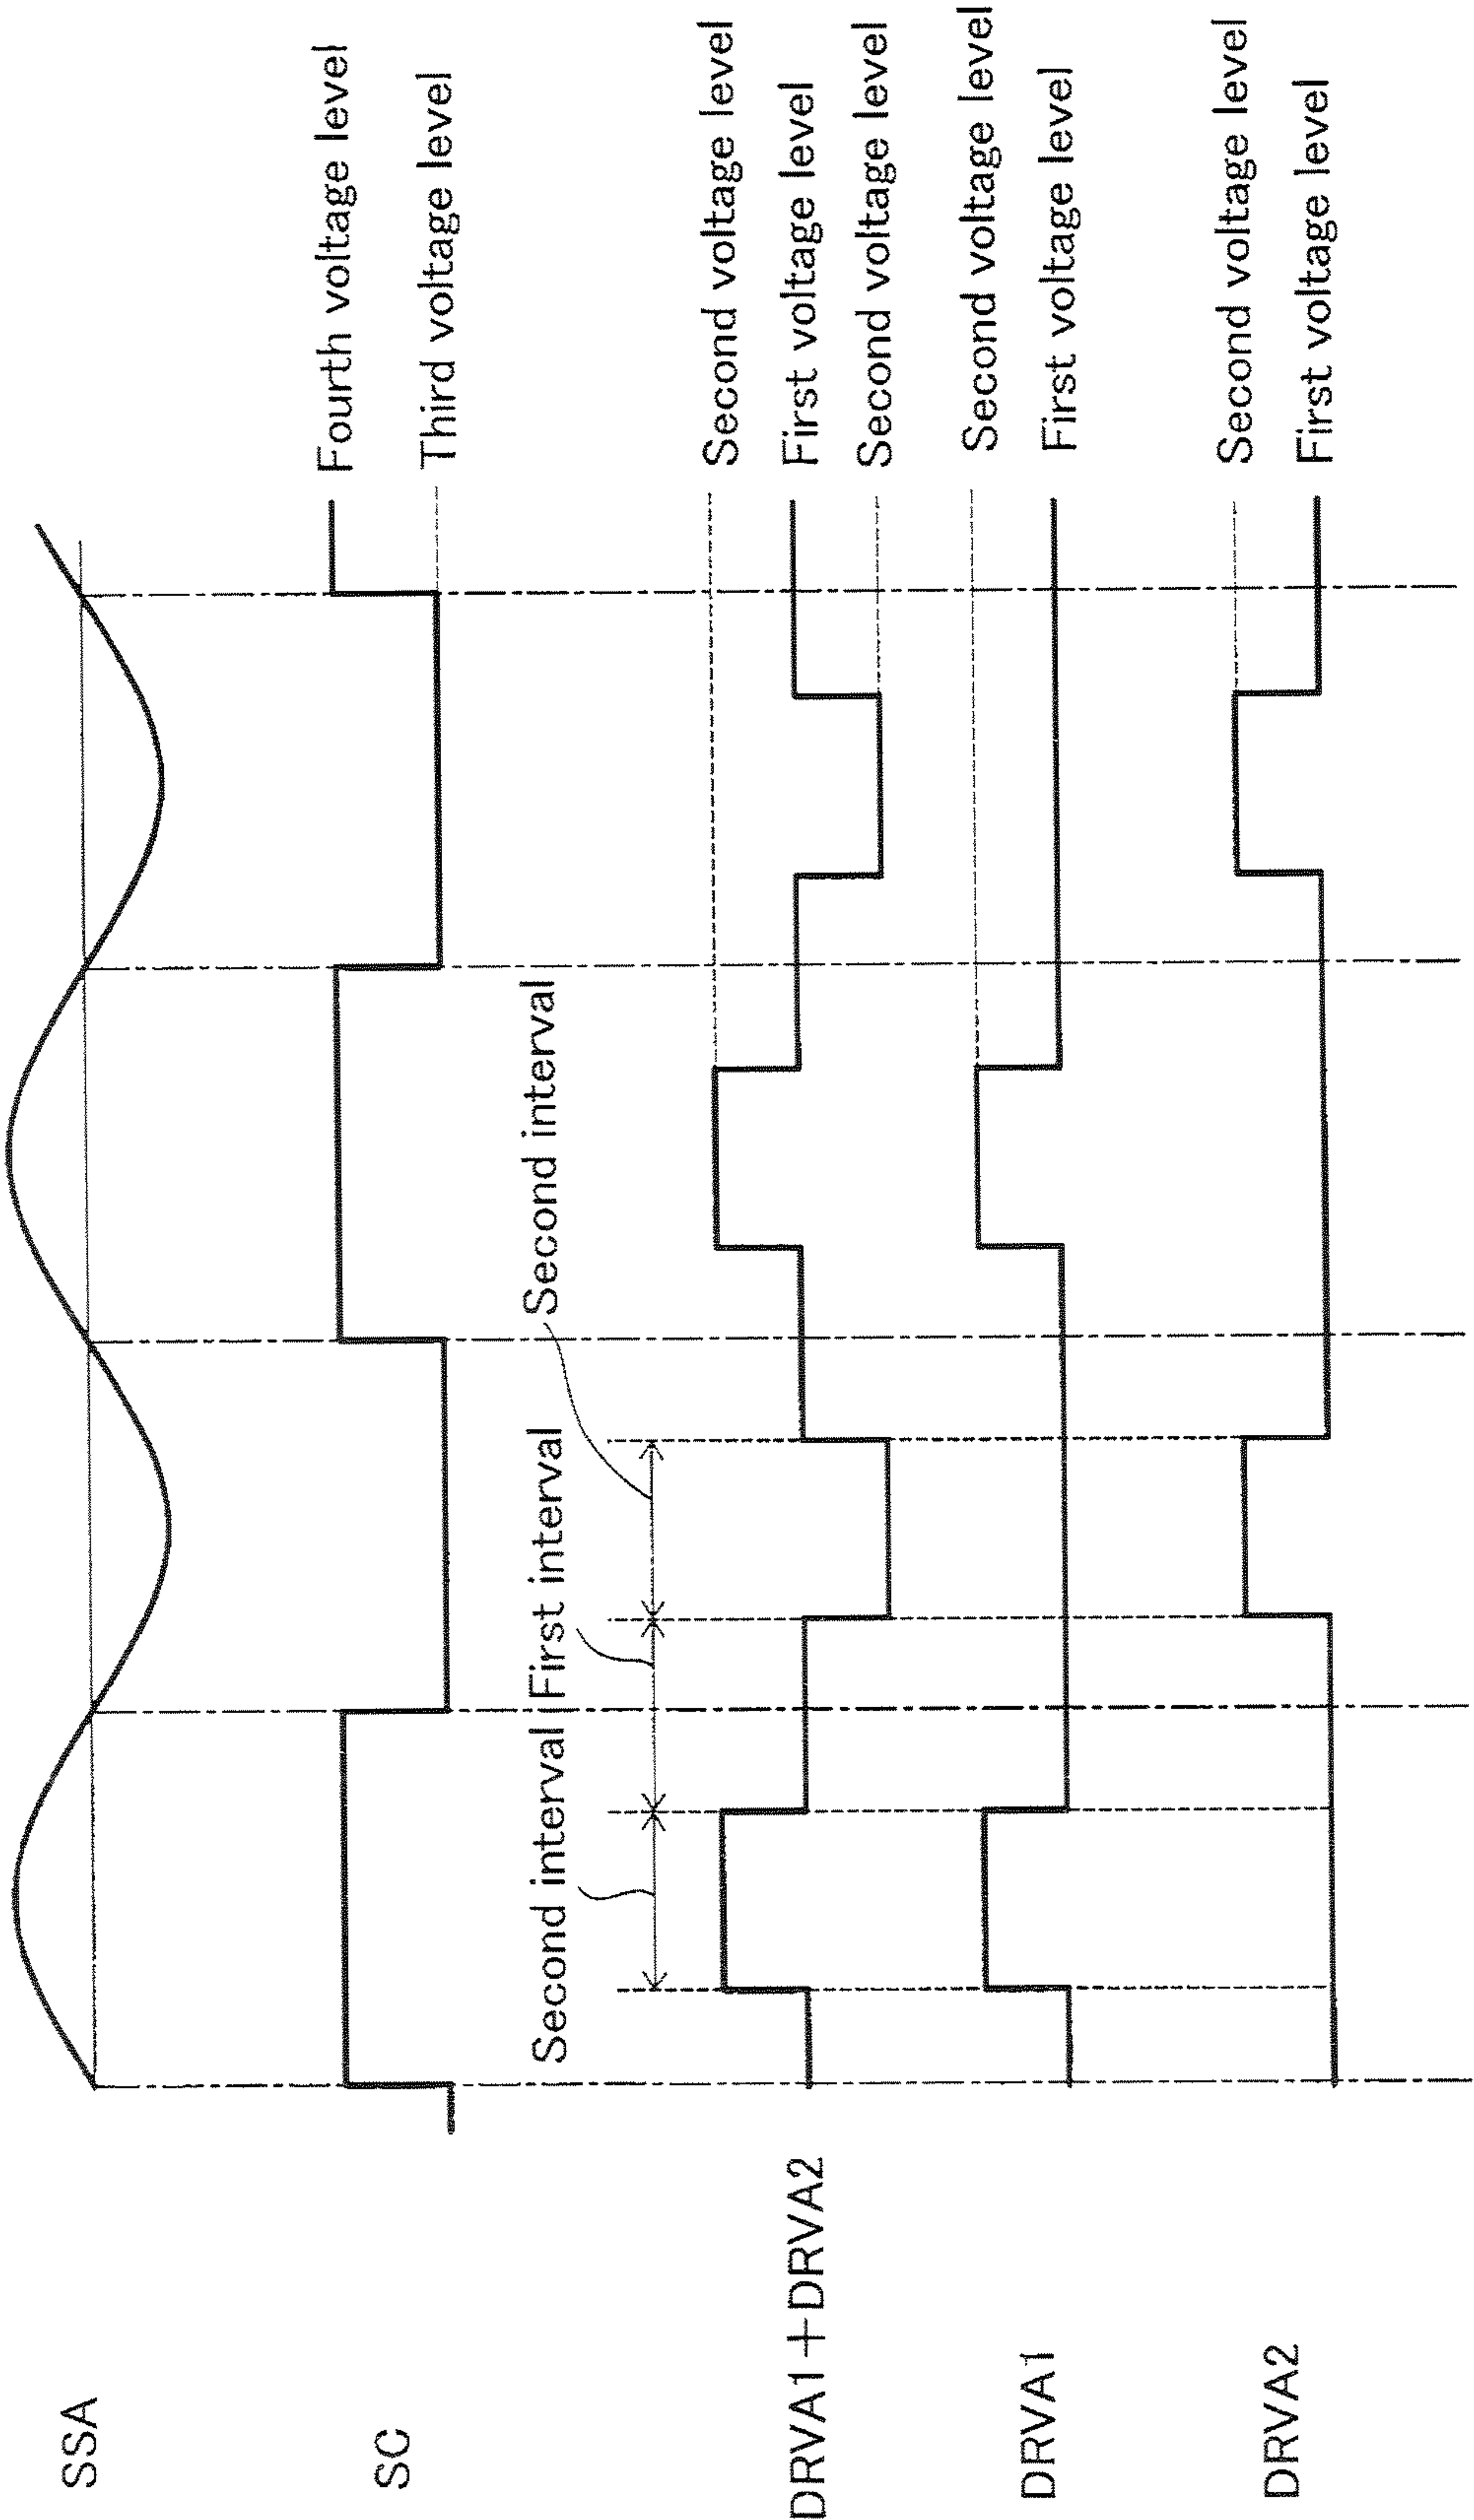 SSA
Fourth voltage level
SC
Third voltage level
Second interval
First interval
Second interval
Second voltage level
DRVA1+DRVA2
First voltage level
Second voltage level
Second voltage level
DRVA1
First voltage level
Second voltage level
DRVA2
First voltage level